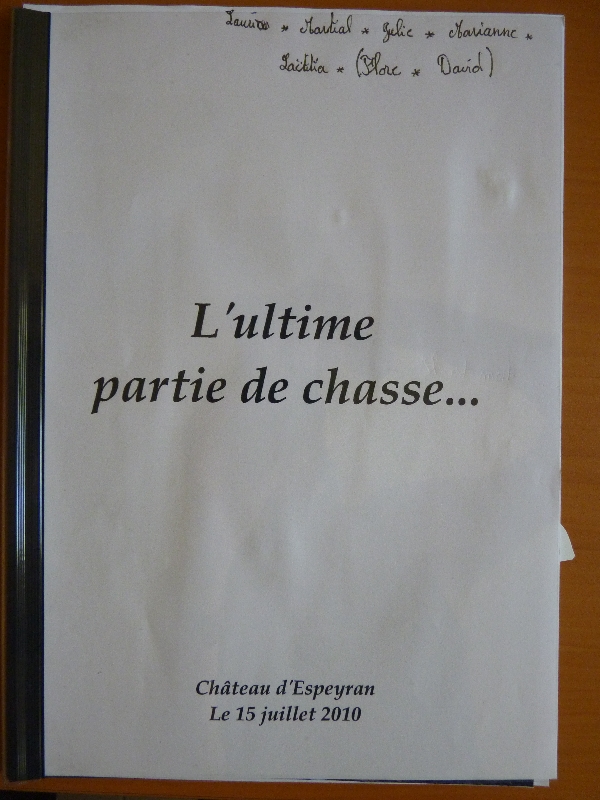 * Martial * Julie * Marianne *
Laëtitia * (Flore * David)
L'ultime
partie de chasse...
Château d'Espeyran
Le 15 juillet 2010